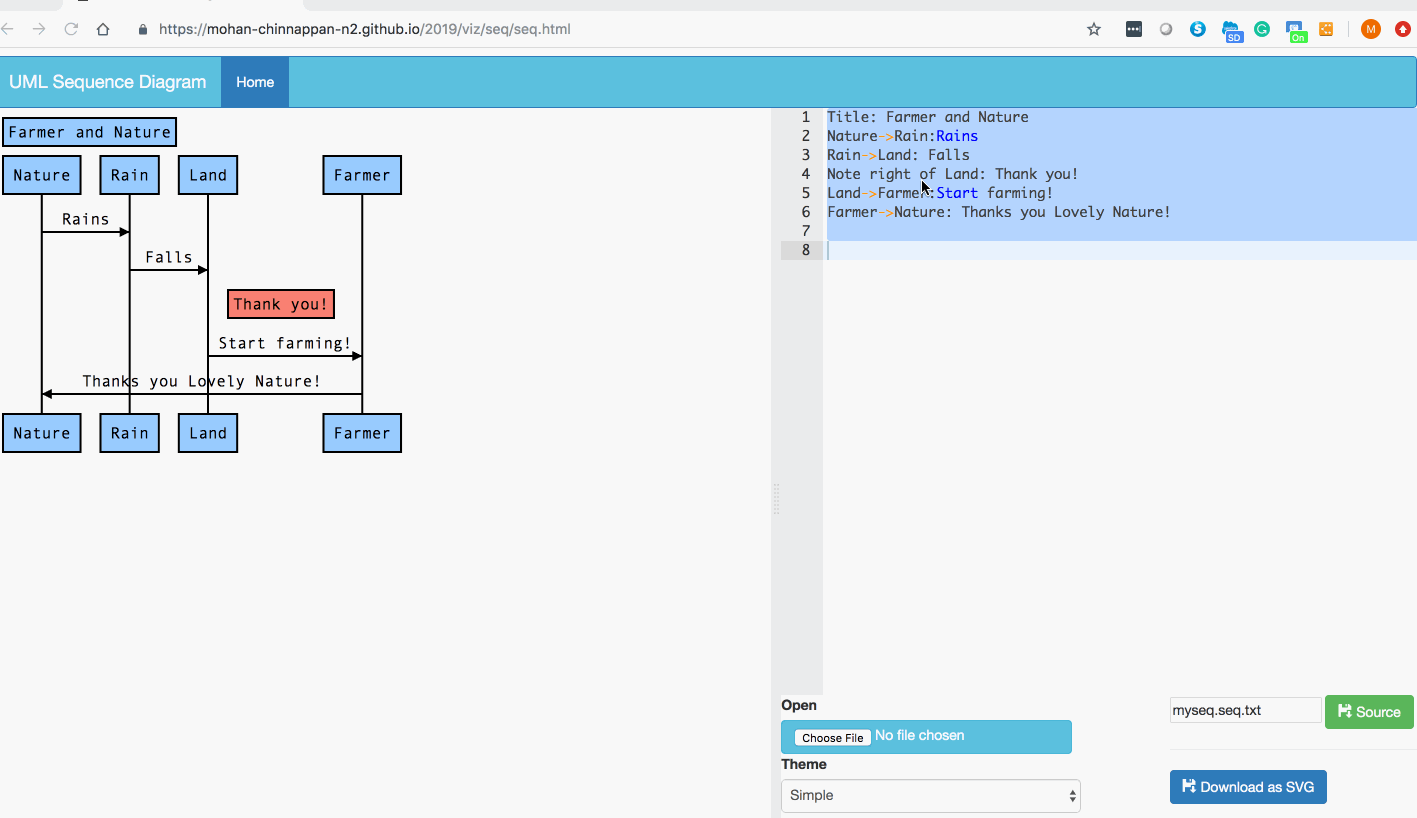 https://mohan-chinnappan-n2.github.io/2019/viz/seq/seq.html
SD
On
M
UML Sequence Diagram
Home
Farmer and Nature
Nature
Rain
Land
Farmer
Rains
Falls
Thank you!
Start farming!
Thanks you Lovely Nature!
Nature
Rain
Land
Farmer
1 Title: Farmer and Nature
2 Nature->Rain:Rains
3 Rain->Land: Falls
4 Note right of Land: Thank you!
5 Land->Farmer:Start farming!
6 Farmer->Nature: Thanks you Lovely Nature!
7
8
Open
Choose File No file chosen
Theme
Simple
myseq.seq.txt
Source
Download as SVG